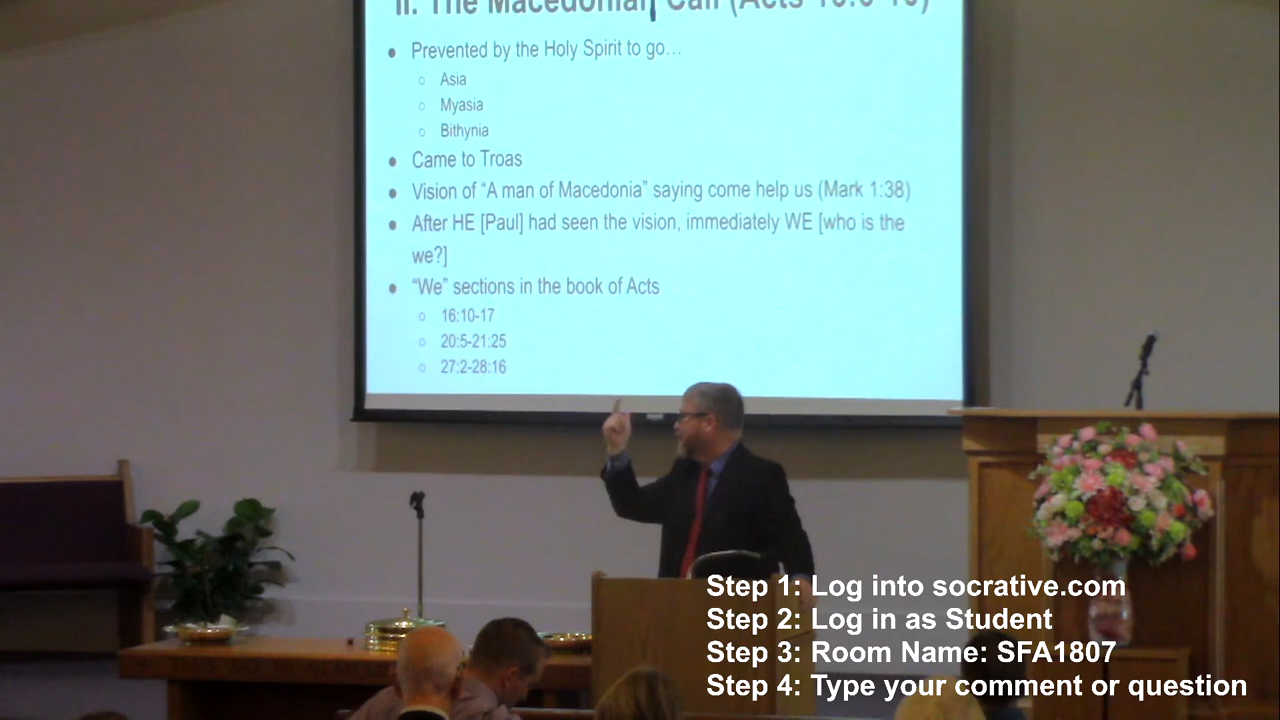 II. The Macedonian Call (Acts
Prevented by the Holy Spirit to go…
Asia
Myasia
Bithynia
Came to Troas
Vision of “A man of Macedonia” saying come help us (Mark 1:38)
After HE [Paul] had seen the vision, immediately WE [who is the
we?]
“We” sections in the book of Acts
16:10-17
20:5-21:25
27:2-28:16
Step 1: Log into socrative.com
Step 2: Log in as Student
Step 3: Room Name: SFA1807
Step 4: Type your comment or question